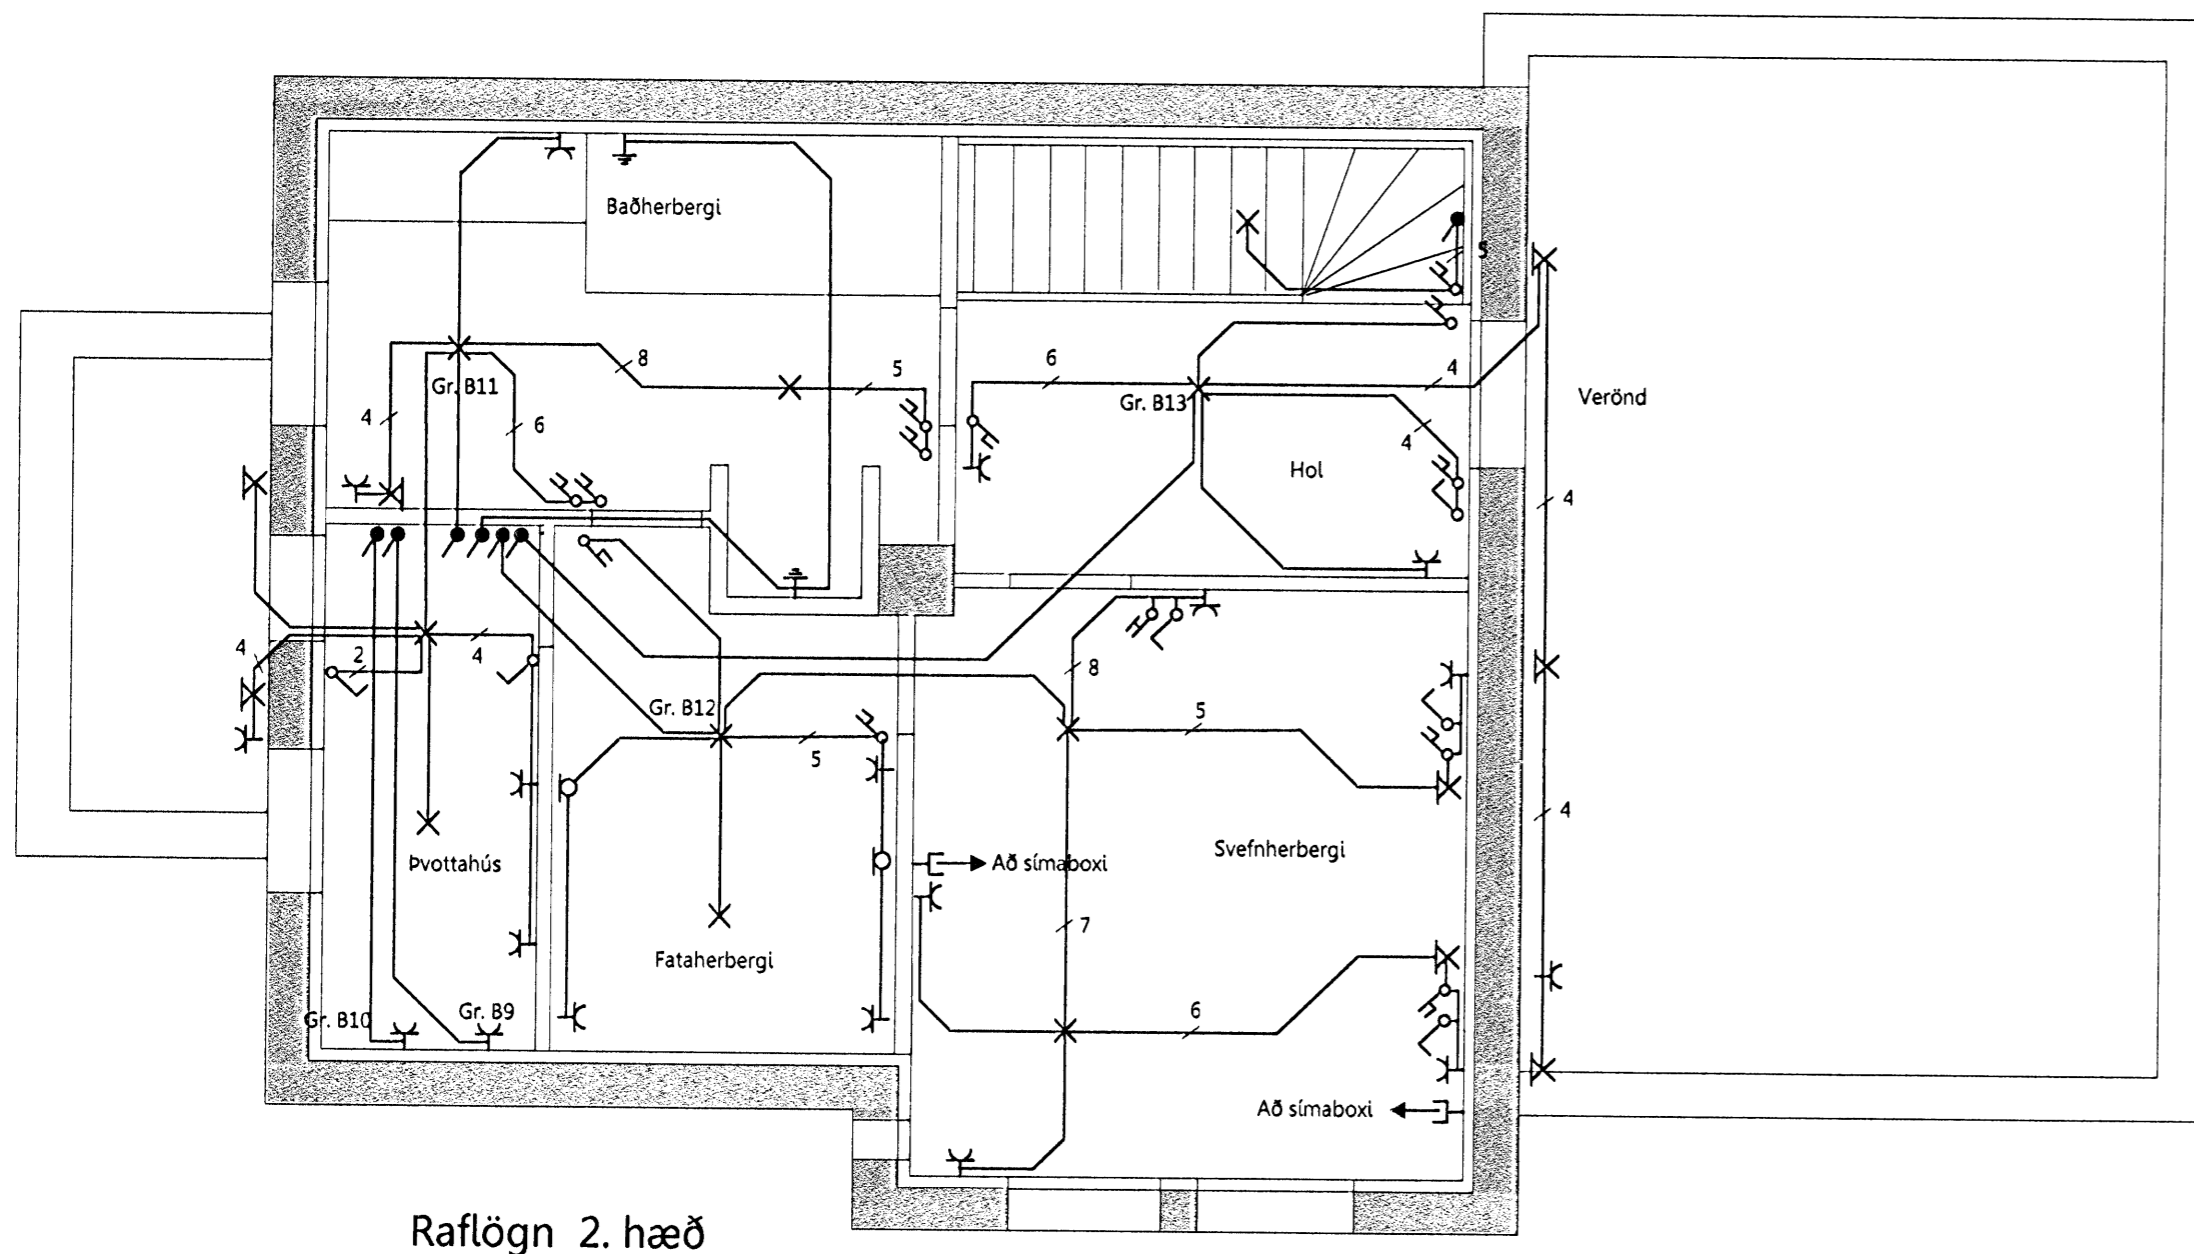 Baðherbergi
5
8
5
6
4
Gr. B11
Gr. B13
Verönd
4
6
4
Hol
4
4
2
4
8
Gr. B12
5
5
4
Þvottahús
Að símaboxi
Svefnherbergi
7
Fataherbergi
Gr. B10
Gr. B9
6
Að símaboxi
Raflögn 2. hæð